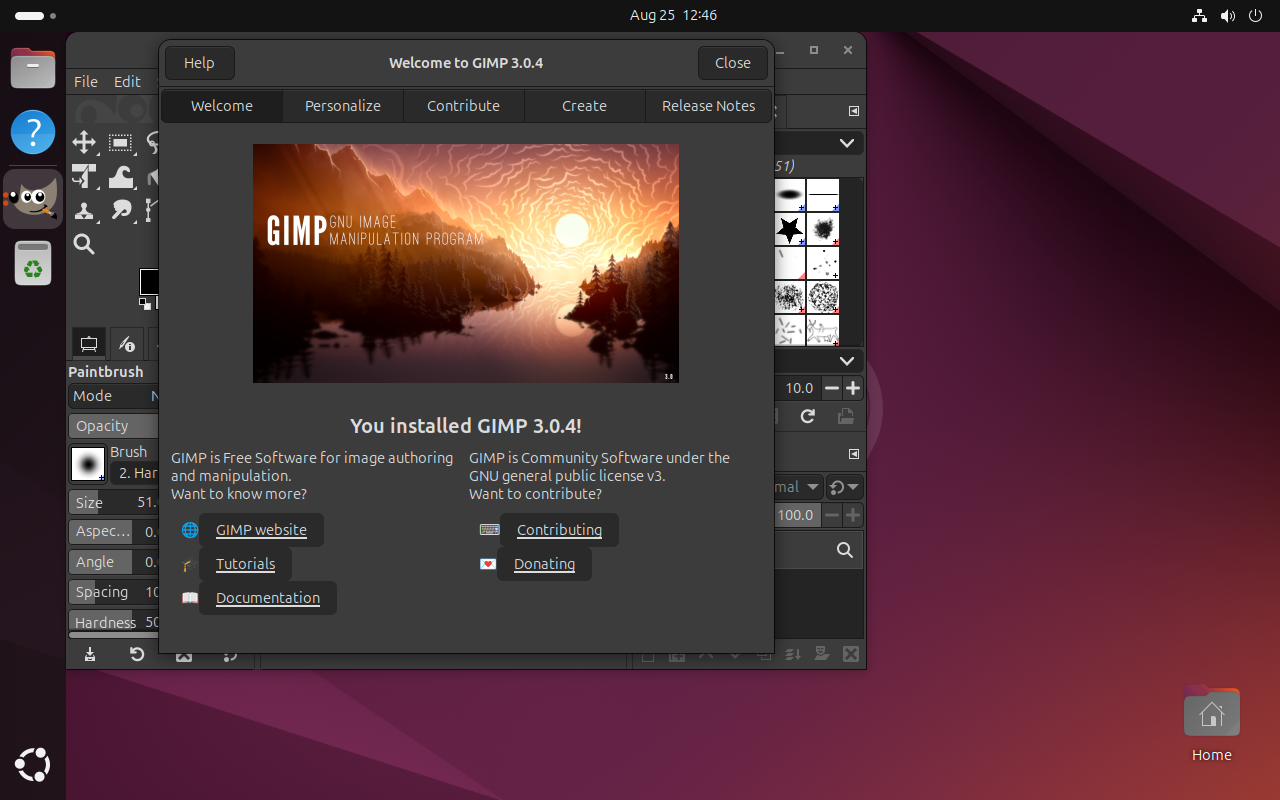 Aug 25 12:46
Help
Welcome to GIMP 3.0.4
Close
File Edit
Welcome
Personalize
Contribute
Create
Release Notes
51)
GIMP
GNU IMAGE
MANIPULATION PROGRAM
3.0
Paintbrush
Mode
N
Opacity
Brush
2. Har
Size 51.
Aspec... 0.
Angle 0.
Spacing 10
Hardness 50
10.0
mal
100.0
You installed GIMP 3.0.4!
GIMP is Free Software for image authoring
and manipulation.
Want to know more?
GIMP website
Tutorials
Documentation
GIMP is Community Software under the
GNU general public license v3.
Want to contribute?
Contributing
Donating
Home